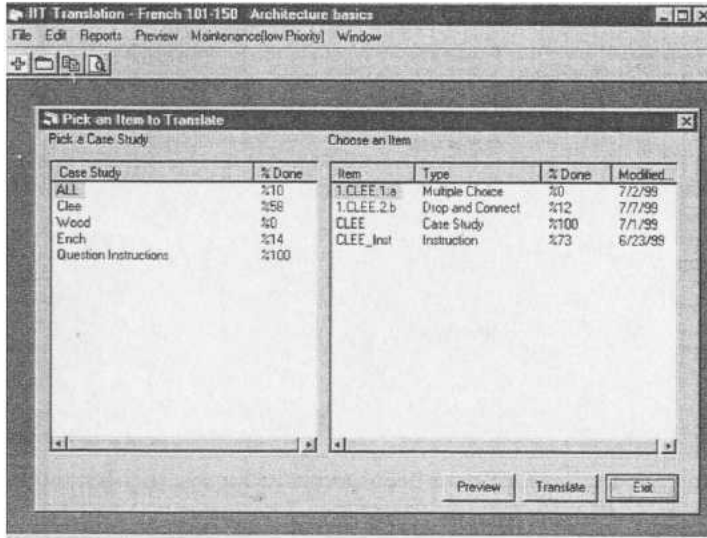 IIT Translation - French 101-150 Architecture basics
File Edit Reports Preview Maintenance(low Priority) Window
Pick an Item to Translate
Pick a Case Study
Choose an Item
Case Study % Done
ALL %10
Clee %58
Wood %0
Ench %14
Question Instructions %100
Item Type % Done Modified...
1.CLEE.1.a Multiple Choice %0 7/2/99
1.CLEE.2.b Drop and Connect %12 7/7/99
CLEE Case Study %100 7/1/99
CLEE_Inst Instruction %73 6/23/99
Preview Translate Exit